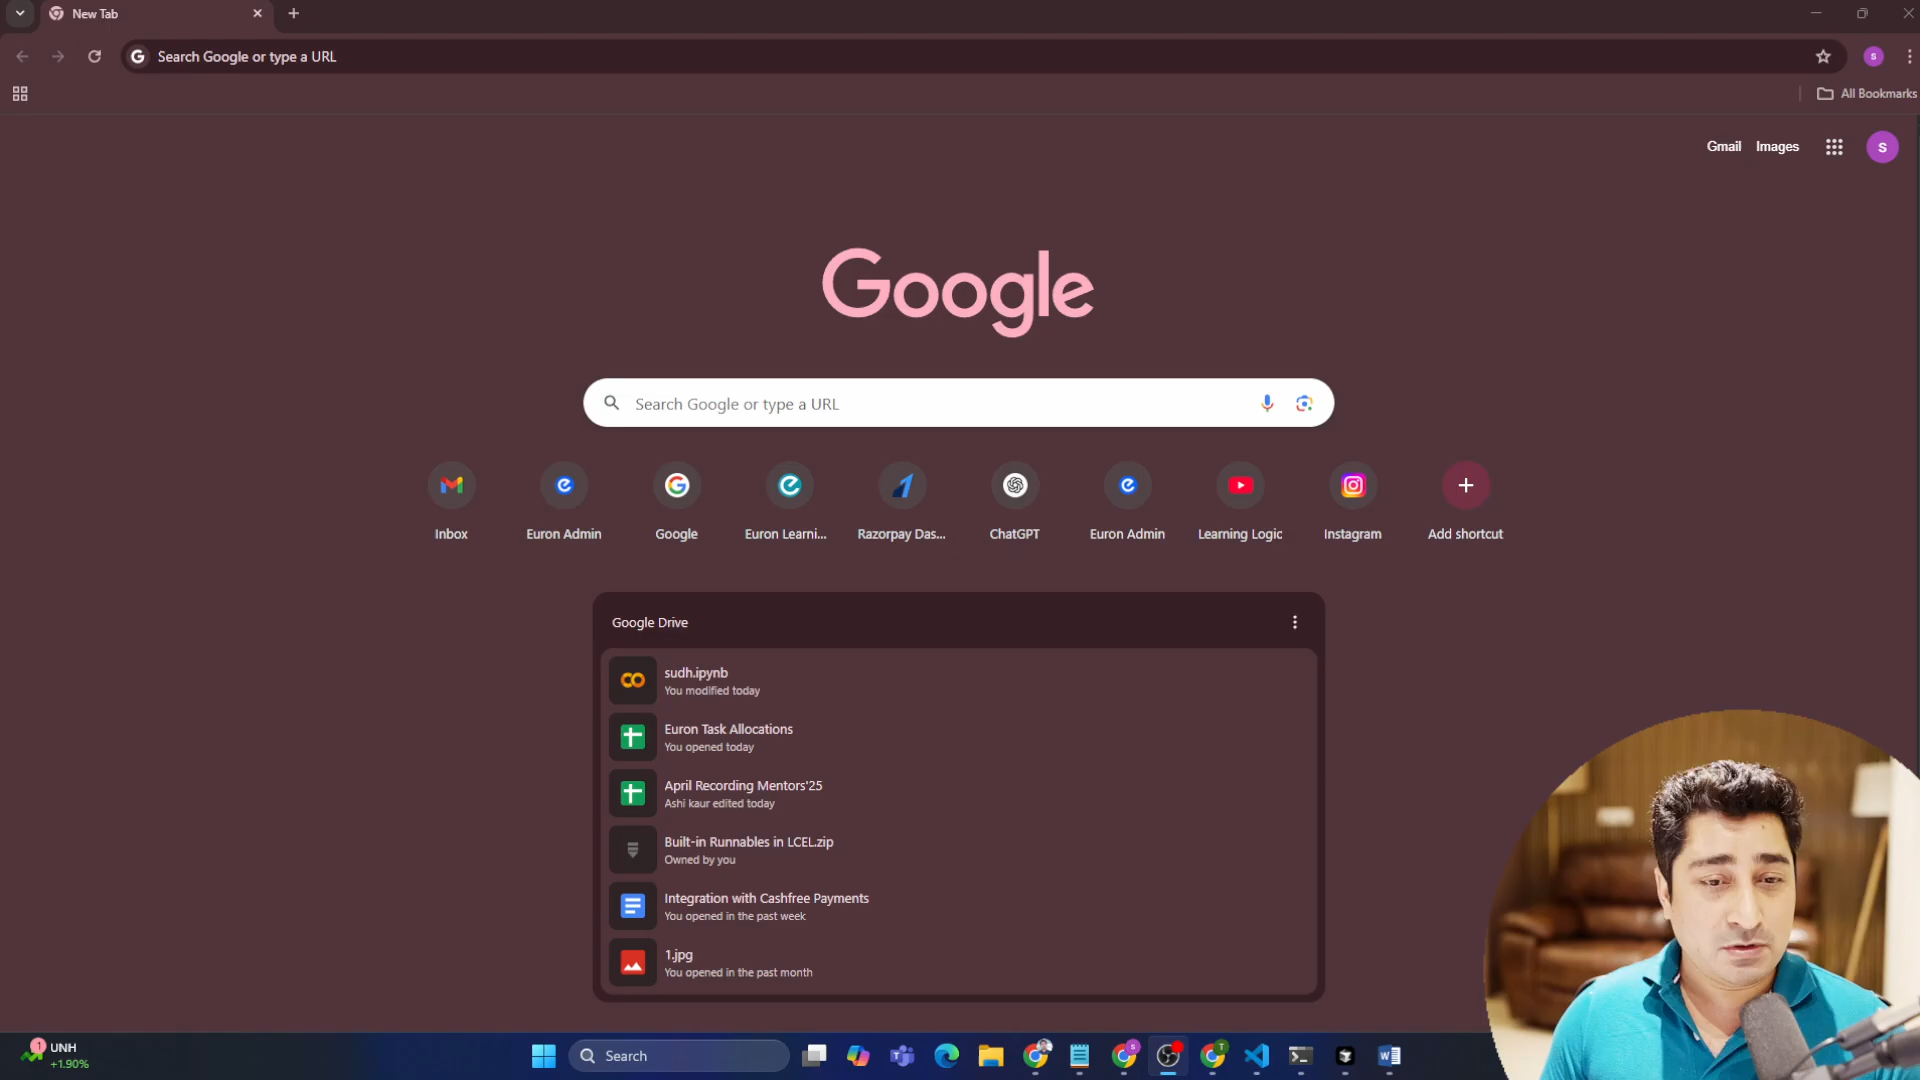 New Tab
Search Google or type a URL
All Bookmarks
Gmail Images
S
Google
Search Google or type a URL
Inbox
Euron Admin
Google
Euron Learni...
Razorpay Das...
ChatGPT
Euron Admin
Learning Logic
Instagram
Add shortcut
Google Drive
sudh.ipynb
You modified today
Euron Task Allocations
You opened today
April Recording Mentors'25
Ashi kaur edited today
Built-in Runnables in LCEL.zip
Owned by you
Integration with Cashfree Payments
You opened in the past week
1.jpg
You opened in the past month
1
UNH
+1.90%
Search